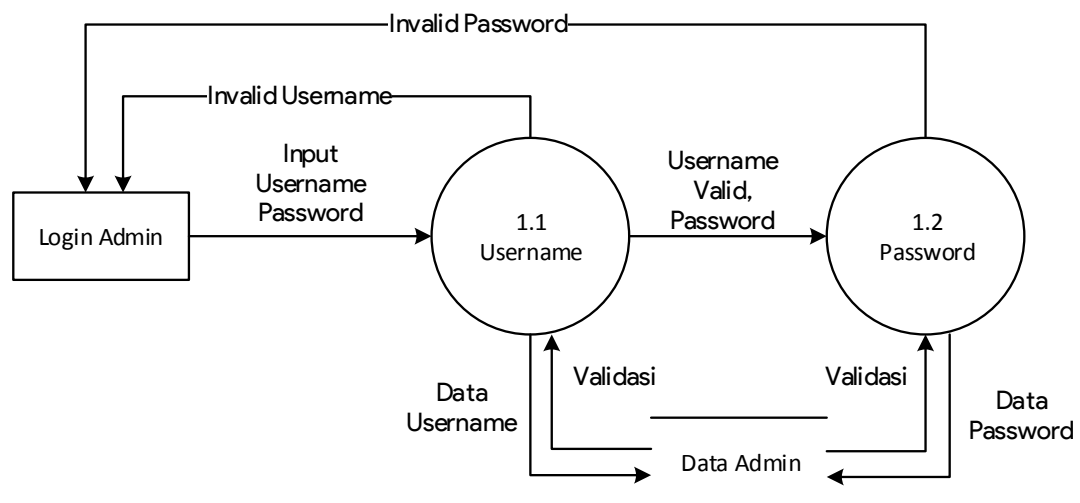 Invalid Password
Invalid Username
Input
Username
Password
Username
Valid,
Password
Login Admin
1.1
Username
1.2
Password
Validasi
Validasi
Data
Username
Data
Password
Data Admin